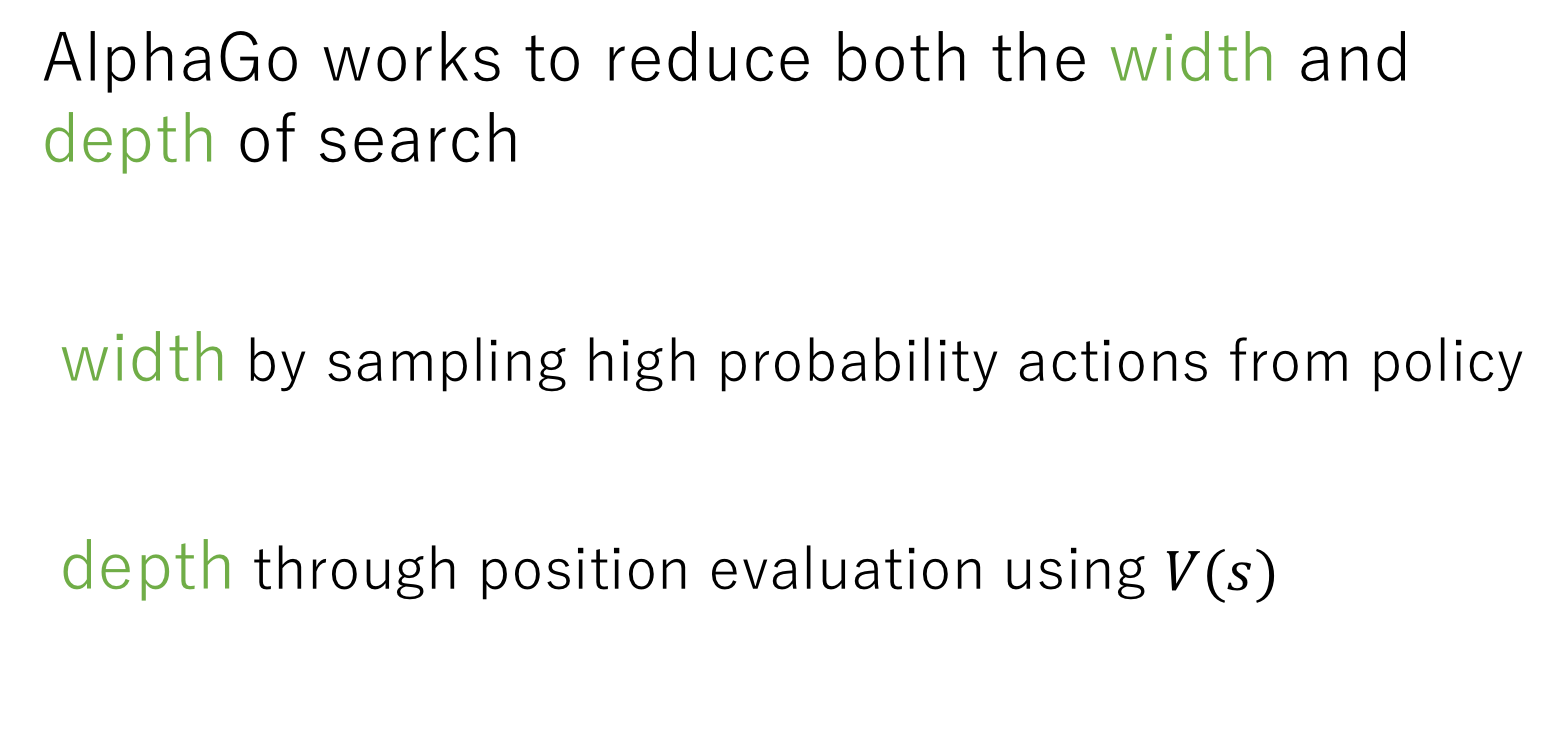 AlphaGo works to reduce both the width and
depth of search
width by sampling high probability actions from policy
depth through position evaluation using V(s)